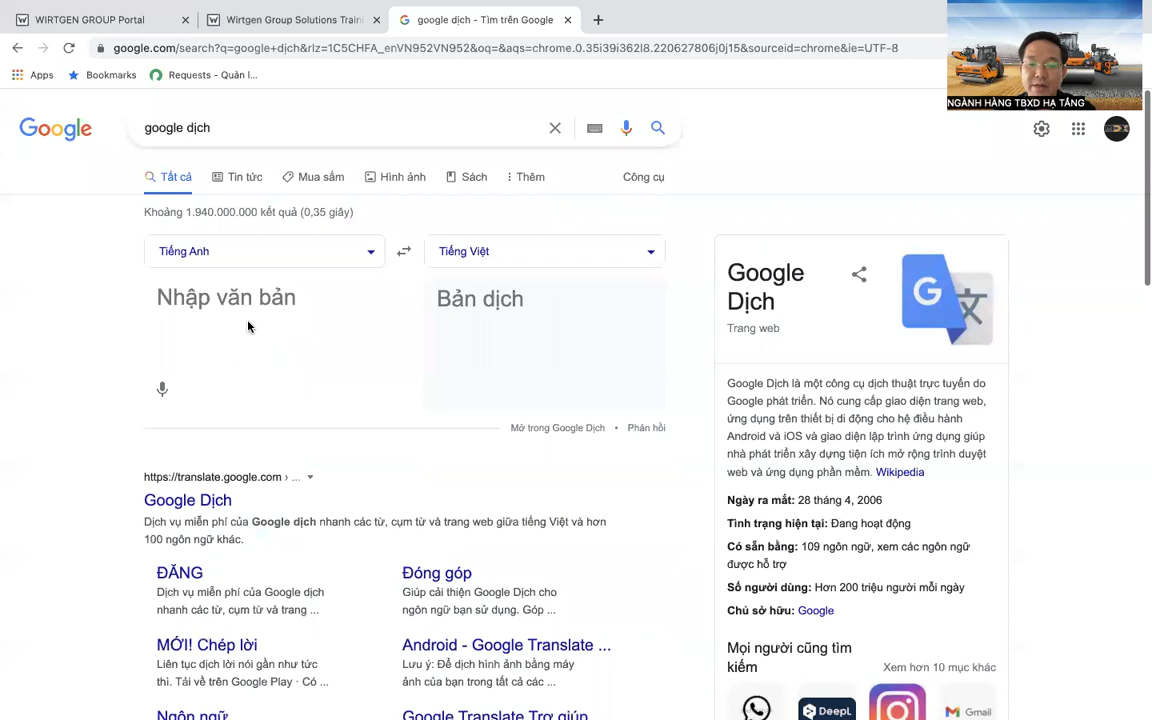 WIRTGEN GROUP Portal
Wirtgen Group Solutions Traini
google dịch - Tìm trên Google
google.com/search?q=google+dịch&rlz=1C5CHFA_enVN952VN952&oq=&aqs=chrome.0.35i39i362l8.220627806j0j15&sourceid=chrome&ie=UTF-8
Apps
Bookmarks
Requests - Quản l...
NGÀNH HÀNG TBXD HẠ TẦNG
Google
google dịch
Tất cả
Tin tức
Mua sắm
Hình ảnh
Sách
Thêm
Công cụ
Khoảng 1.940.000.000 kết quả (0,35 giây)
Tiếng Anh
Tiếng Việt
Nhập văn bản
Bản dịch
Mở trong Google Dịch • Phản hồi
https://translate.google.com › ...
Google Dịch
Dịch vụ miễn phí của Google dịch nhanh các từ, cụm từ và trang web giữa tiếng Việt và hơn
100 ngôn ngữ khác.
ĐĂNG
Dịch vụ miễn phí của Google dịch
nhanh các từ, cụm từ và trang ...
Đóng góp
Giúp cải thiện Google Dịch cho
ngôn ngữ bạn sử dụng. Góp ...
MỚI! Chép lời
Liên tục dịch lời nói gần như tức
thì. Tải về trên Google Play · Có ...
Android - Google Translate ...
Lưu ý: Để dịch hình ảnh bằng máy
ảnh của bạn trong tất cả các ...
Ngôn ngữ
Google Translate Trợ giúp
Google
Dịch
Trang web
G
文
Google Dịch là một công cụ dịch thuật trực tuyến do
Google phát triển. Nó cung cấp giao diện trang web,
ứng dụng trên thiết bị di động cho hệ điều hành
Android và iOS và giao diện lập trình ứng dụng giúp
nhà phát triển xây dựng tiện ích mở rộng trình duyệt
web và ứng dụng phần mềm. Wikipedia
Ngày ra mắt: 28 tháng 4, 2006
Tình trạng hiện tại: Đang hoạt động
Có sẵn bằng: 109 ngôn ngữ, xem các ngôn ngữ
được hỗ trợ
Số người dùng: Hơn 200 triệu người mỗi ngày
Chủ sở hữu: Google
Mọi người cũng tìm
kiếm
Xem hơn 10 mục khác
DeepL
Gmail